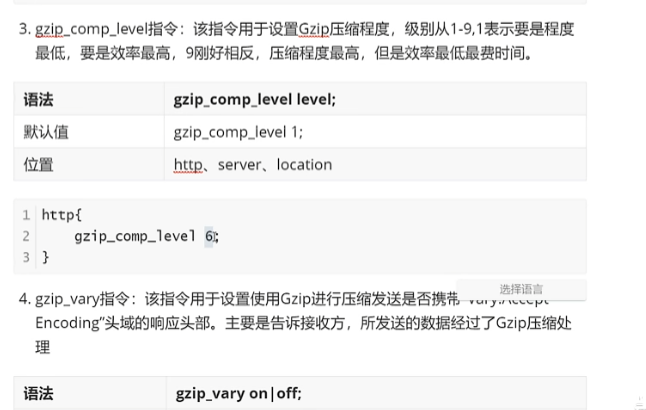 3. gzip_comp_level指令：该指令用于设置Gzip压缩程度，级别从1-9,1表示要是程度
最低，要是效率最高，9刚好相反，压缩程度最高，但是效率最低最费时间。
语法 gzip_comp_level level;
默认值 gzip_comp_level 1;
位置 http、server、location
1 http{
2 gzip_comp_level 6;
3 }
选择语言
4. gzip_vary指令：该指令用于设置使用Gzip进行压缩发送是否携带"Vary:Accept-
Encoding"头域的响应头部。主要是告诉接收方，所发送的数据经过了Gzip压缩处
理
语法 gzip_vary on|off;